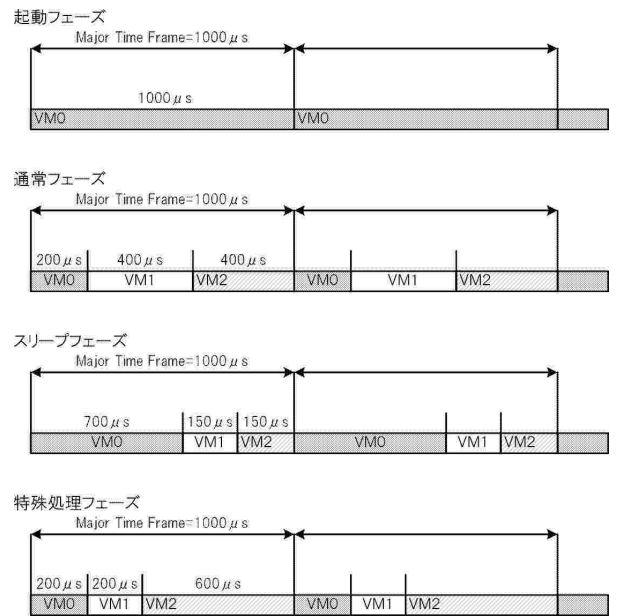 起動フェーズ
Major Time Frame=1000μs
1000μs
VM0 VM0
通常フェーズ
Major Time Frame=1000μs
200μs 400μs 400μs
VM0 VM1 VM2 VM0 VM1 VM2
スリープフェーズ
Major Time Frame=1000μs
700μs 150μs 150μs
VM0 VM1 VM2 VM0 VM1 VM2
特殊処理フェーズ
Major Time Frame=1000μs
200μs 200μs 600μs
VM0 VM1 VM2 VM0 VM1 VM2